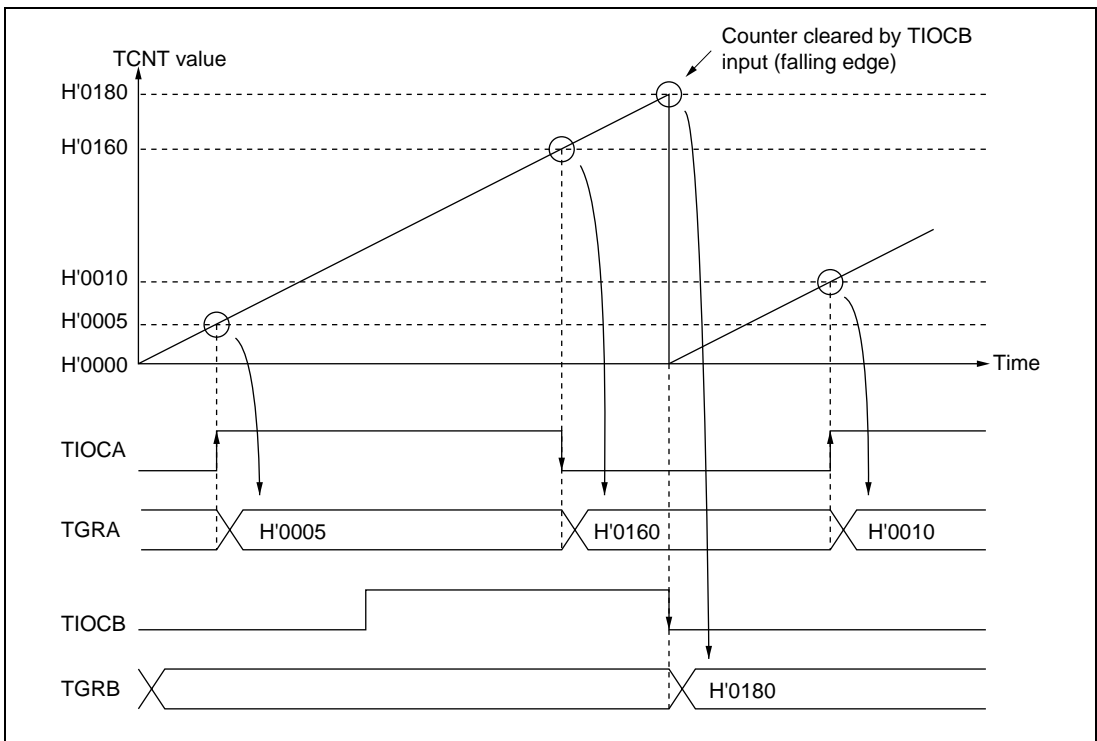 Counter cleared by TIOCB
input (falling edge)
TCNT value
H'0180
H'0160
H'0010
H'0005
H'0000
Time
TIOCA
TGRA
H'0005
H'0160
H'0010
TIOCB
TGRB
H'0180